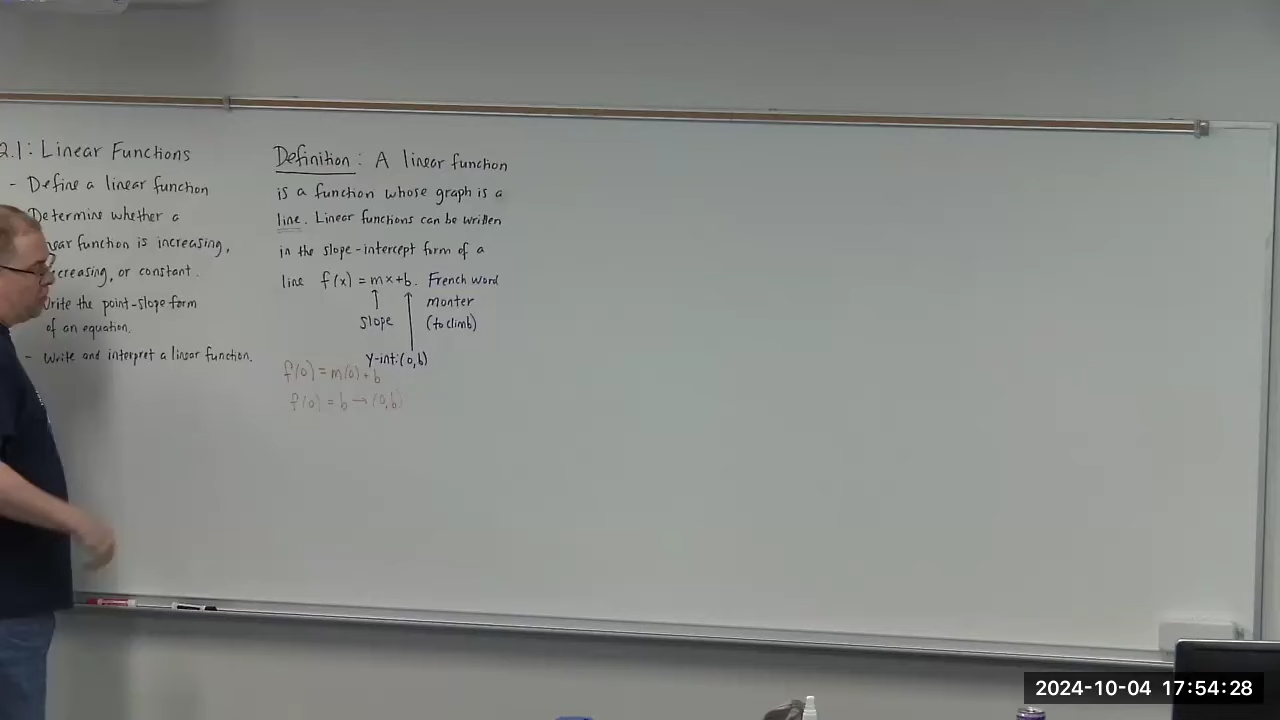 2.1: Linear Functions
- Define a linear function
Determine whether a
function is increasing,
creasing, or constant.
Write the point-slope form
of an equation.
- Write and interpret a linear function.
Definition: A linear function
is a function whose graph is a
line. Linear functions can be written
in the slope-intercept form of a
line f(x) = mx+b. French word
monter
slope (to climb)
y-int: (0,b)
f(0) = m(0) + b
f(0) = b → (0,b)
2024-10-04 17:54:28